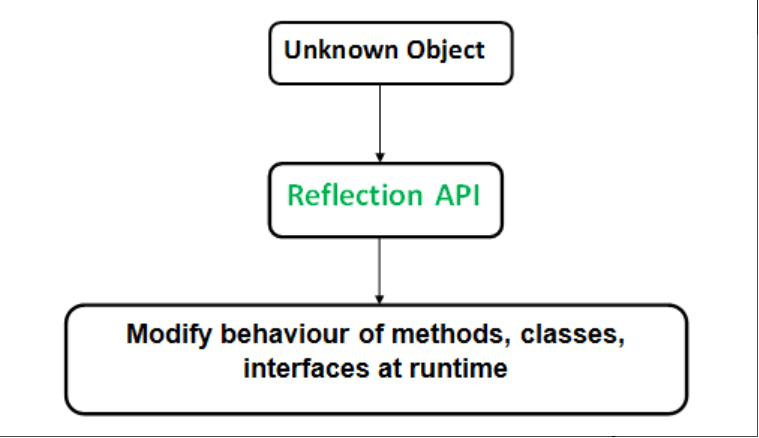 Unknown Object
Reflection API
Modify behaviour of methods, classes,
interfaces at runtime